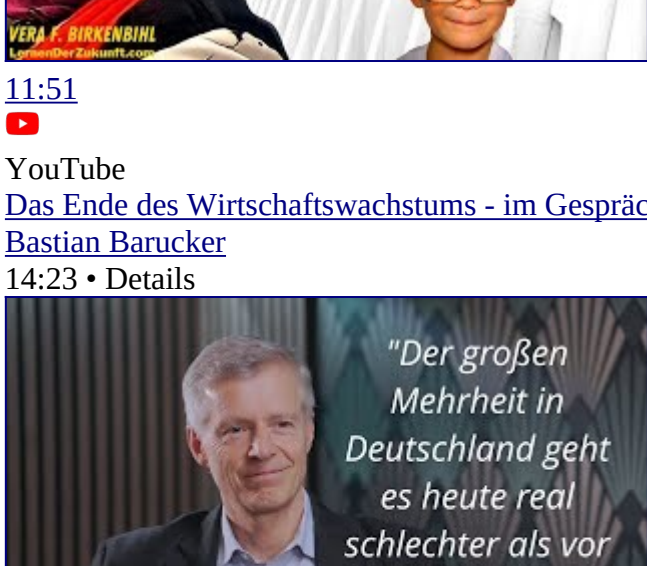 VERA F. BIRKENBIHL
LernenDerZukunft.com
11:51
YouTube
Das Ende des Wirtschaftswachstums - im Gespräc
Bastian Barucker
14:23 • Details
"Der großen
Mehrheit in
Deutschland geht
es heute real
schlechter als vor